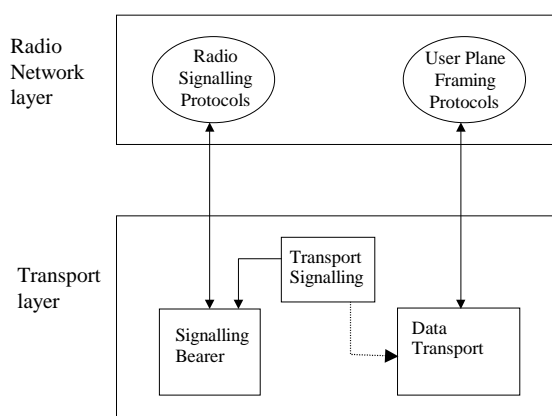 Radio
Network
layer
Radio
Signalling
Protocols
User Plane
Framing
Protocols
Transport
layer
Transport
Signalling
Signalling
Bearer
Data
Transport